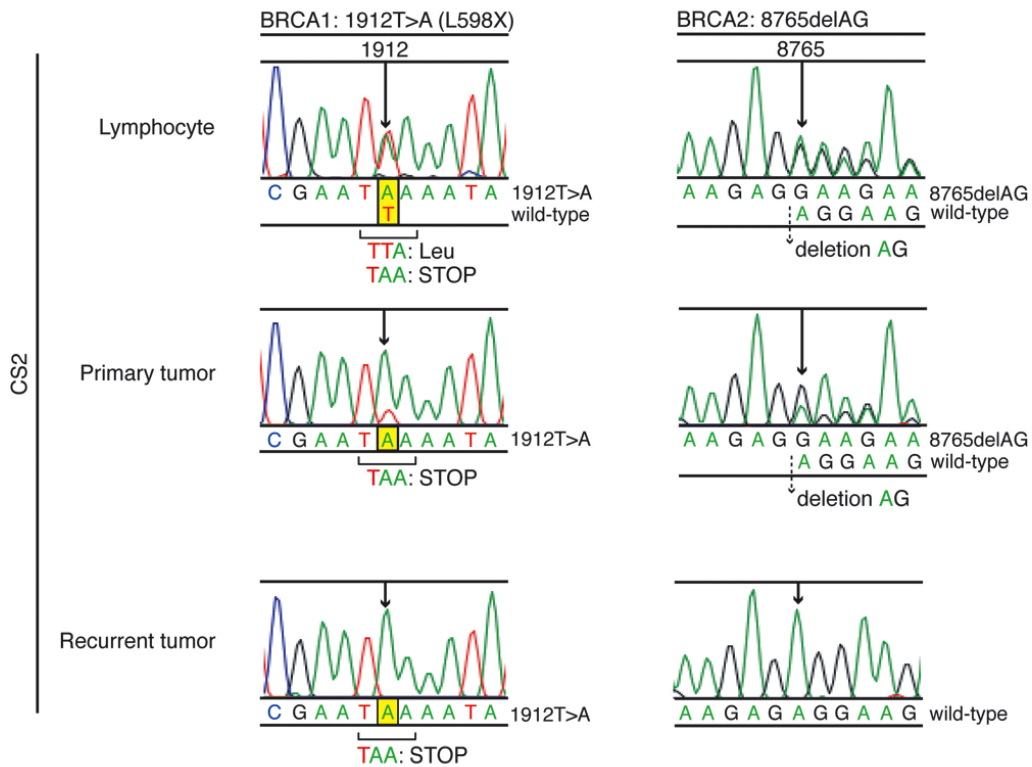 BRCA1: 1912T>A (L598X)
BRCA2: 8765delAG
1912
8765
CS2
Lymphocyte
C G A A T A A A A T A 1912T>A
T wild-type
TTA: Leu
TAA: STOP
A A G A G G A A G A A 8765delAG
A G G A A G wild-type
deletion AG
Primary tumor
C G A A T A A A A T A 1912T>A
TAA: STOP
A A G A G G A A G A A 8765delAG
A G G A A G wild-type
deletion AG
Recurrent tumor
C G A A T A A A A T A 1912T>A
TAA: STOP
A A G A G A G G A A G wild-type